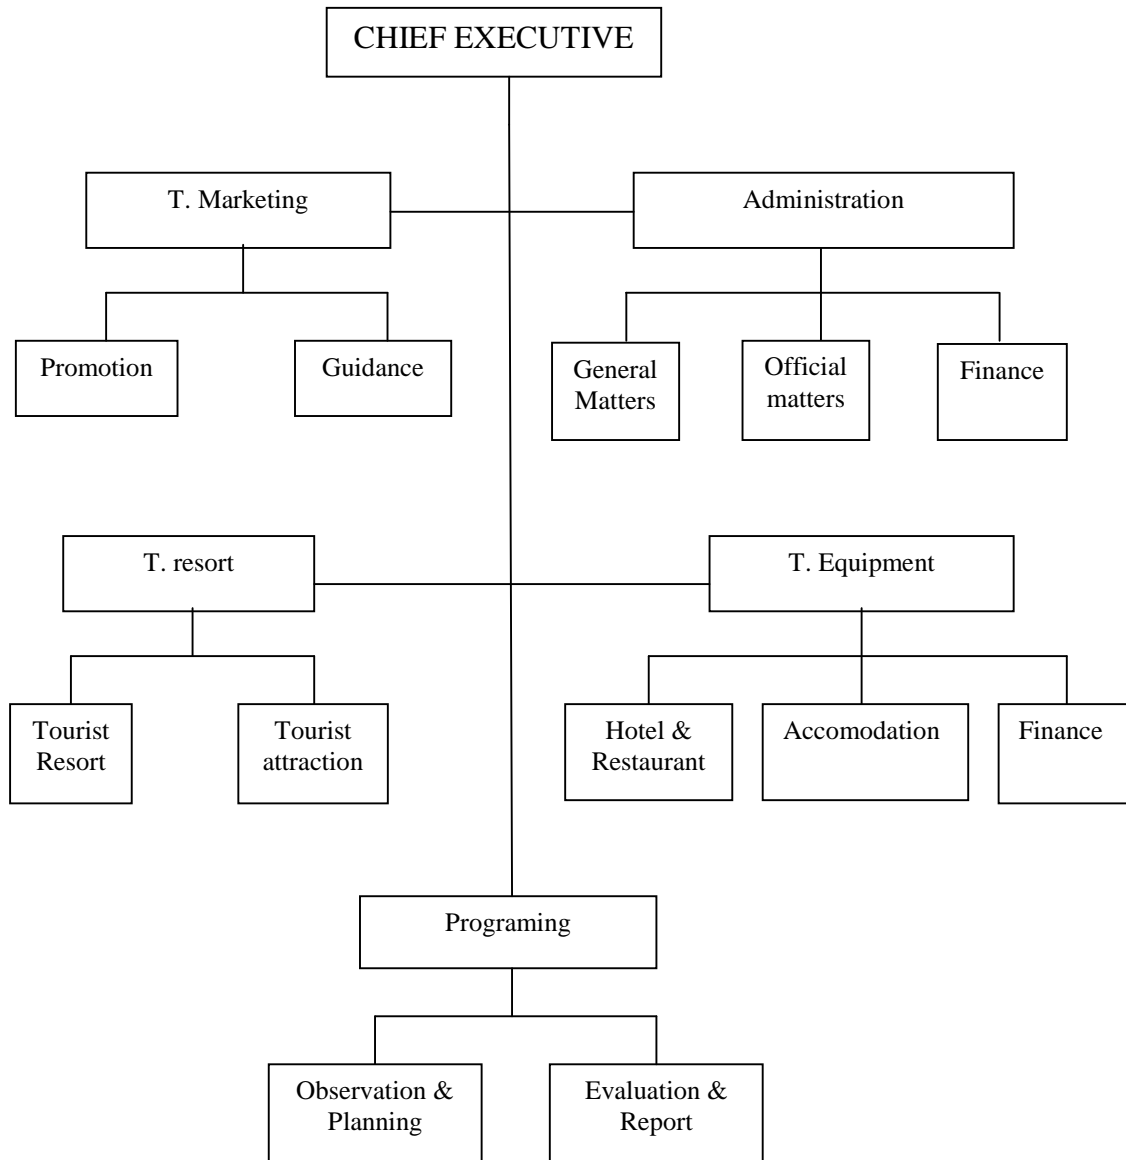 CHIEF EXECUTIVE
T. Marketing
Administration
Promotion
Guidance
General
Matters
Official
matters
Finance
T. resort
T. Equipment
Tourist
Resort
Tourist
attraction
Hotel &
Restaurant
Accomodation
Finance
Programing
Observation &
Planning
Evaluation &
Report